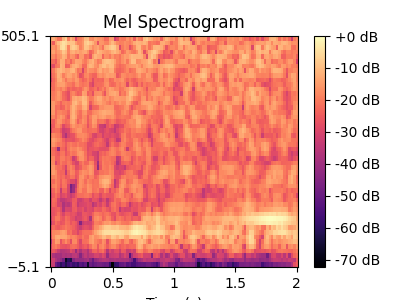 Mel Spectrogram
505.1
−5.1
0
0.5
1
1.5
2
+0 dB
-10 dB
-20 dB
-30 dB
-40 dB
-50 dB
-60 dB
-70 dB